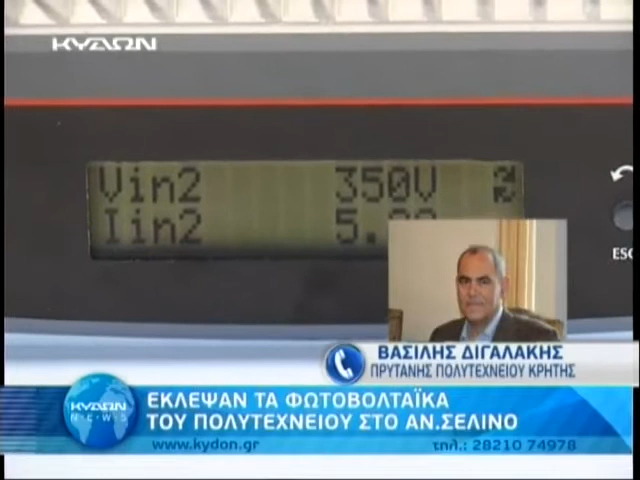 ΚΥΔΩΝ
Vin2 350V
Iin2 5.
ESC
ΒΑΣΙΛΗΣ ΔΙΓΑΛΑΚΗΣ
ΠΡΥΤΑΝΗΣ ΠΟΛΥΤΕΧΝΕΙΟΥ ΚΡΗΤΗΣ
ΚΥΔΩΝ
NEWS
ΕΚΛΕΨΑΝ ΤΑ ΦΩΤΟΒΟΛΤΑΪΚΑ
ΤΟΥ ΠΟΛΥΤΕΧΝΕΙΟΥ ΣΤΟ ΑΝ.ΣΕΛΙΝΟ
www.kydon.gr
τηλ.: 28210 74978